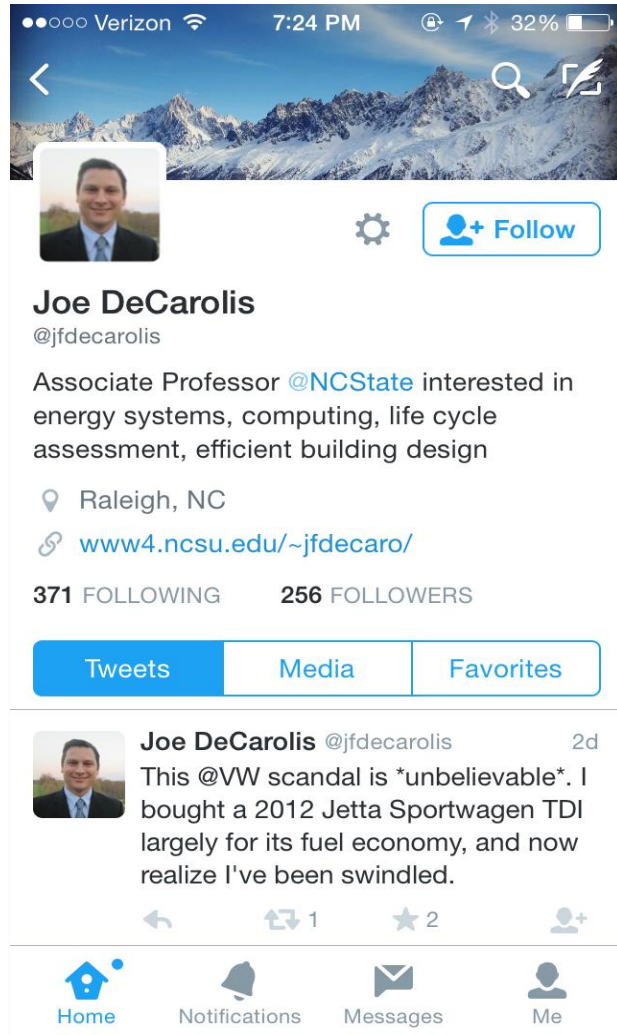 Verizon 7:24 PM 32%
Follow
Joe DeCarolis
@jfdecarolis
Associate Professor @NCState interested in
energy systems, computing, life cycle
assessment, efficient building design
Raleigh, NC
www4.ncsu.edu/~jfdecaro/
371 FOLLOWING 256 FOLLOWERS
Tweets Media Favorites
Joe DeCarolis @jfdecarolis 2d
This @VW scandal is *unbelievable*. I
bought a 2012 Jetta Sportwagen TDI
largely for its fuel economy, and now
realize I've been swindled.
1 2
Home Notifications Messages Me